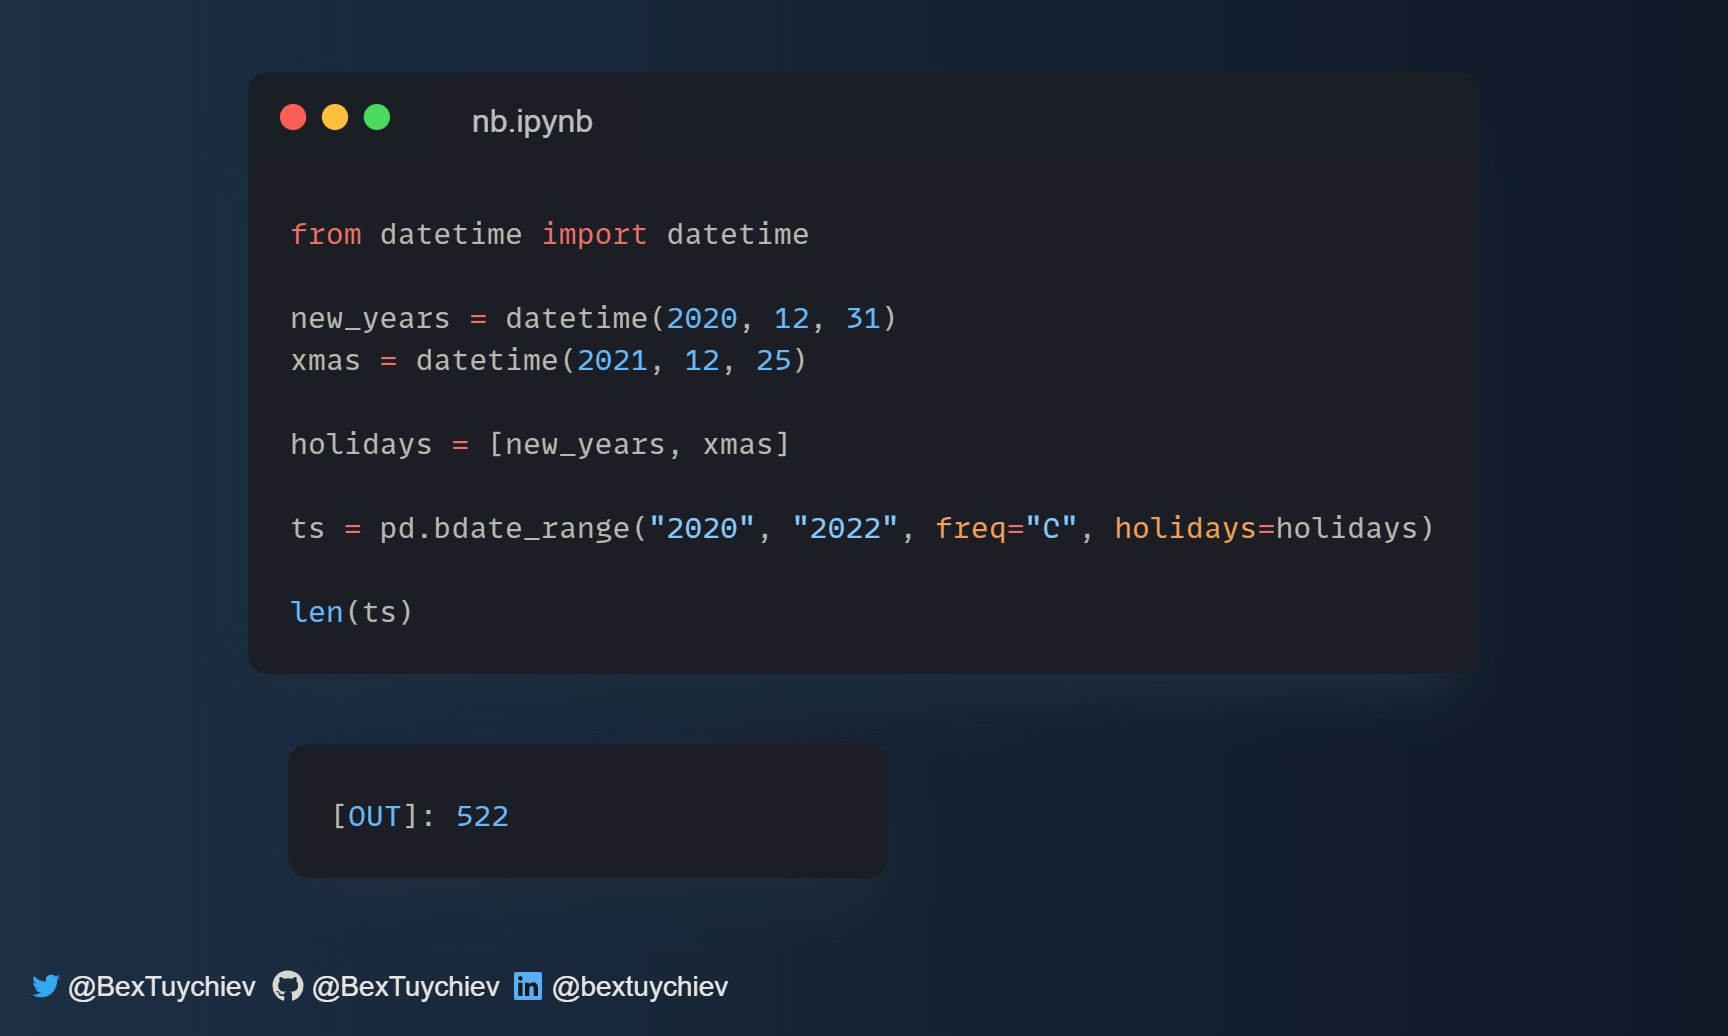 nb.ipynb
from datetime import datetime
new_years = datetime(2020, 12, 31)
xmas = datetime(2021, 12, 25)
holidays = [new_years, xmas]
ts = pd.bdate_range("2020", "2022", freq="C", holidays=holidays)
len(ts)
[OUT]: 522
@BexTuychiev @BexTuychiev in @bextuychiev